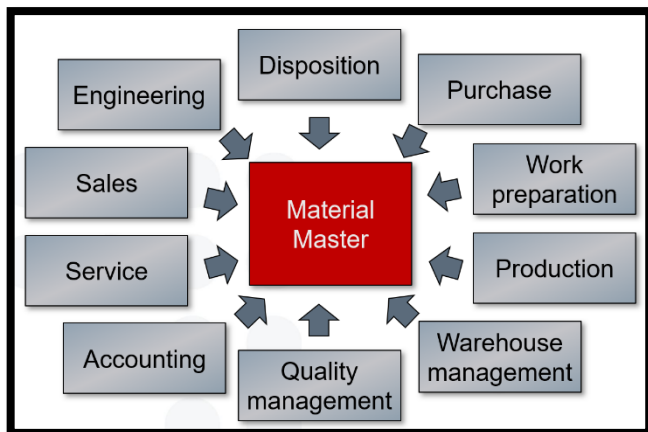 Disposition
Engineering
Purchase
Sales
Material
Master
Work
preparation
Service
Production
Accounting
Quality
management
Warehouse
management